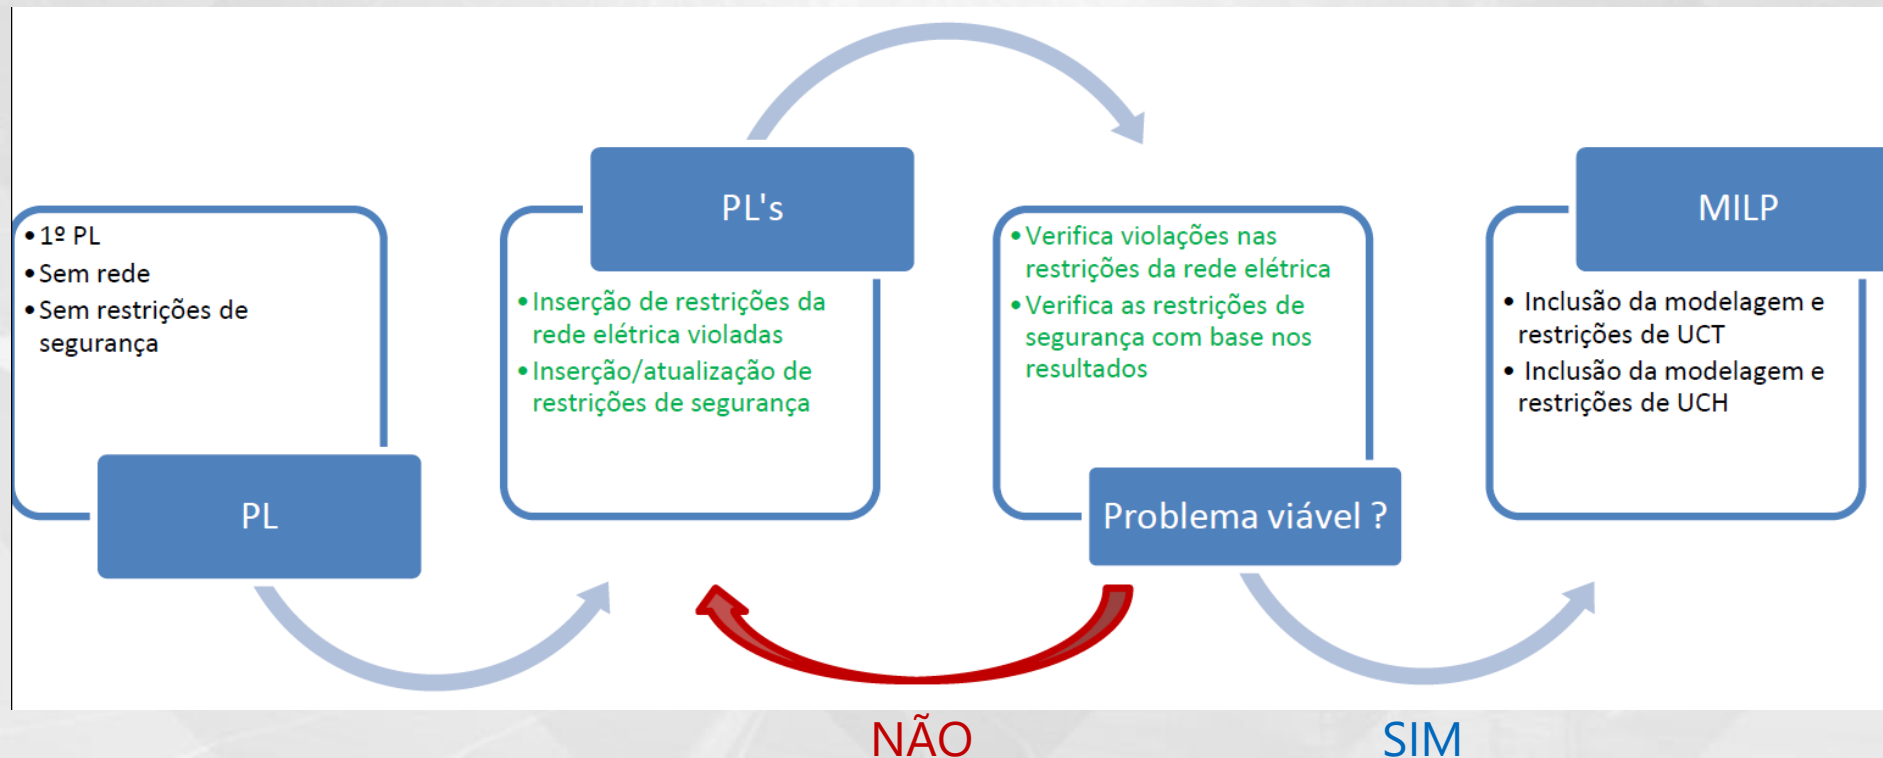 • 1º PL
• Sem rede
• Sem restrições de
segurança
PL
PL's
• Inserção de restrições da
rede elétrica violadas
• Inserção/atualização de
restrições de segurança
• Verifica violações nas
restrições da rede elétrica
• Verifica as restrições de
segurança com base nos
resultados
Problema viável ?
MILP
• Inclusão da modelagem e
restrições de UCT
• Inclusão da modelagem e
restrições de UCH
NÃO
SIM